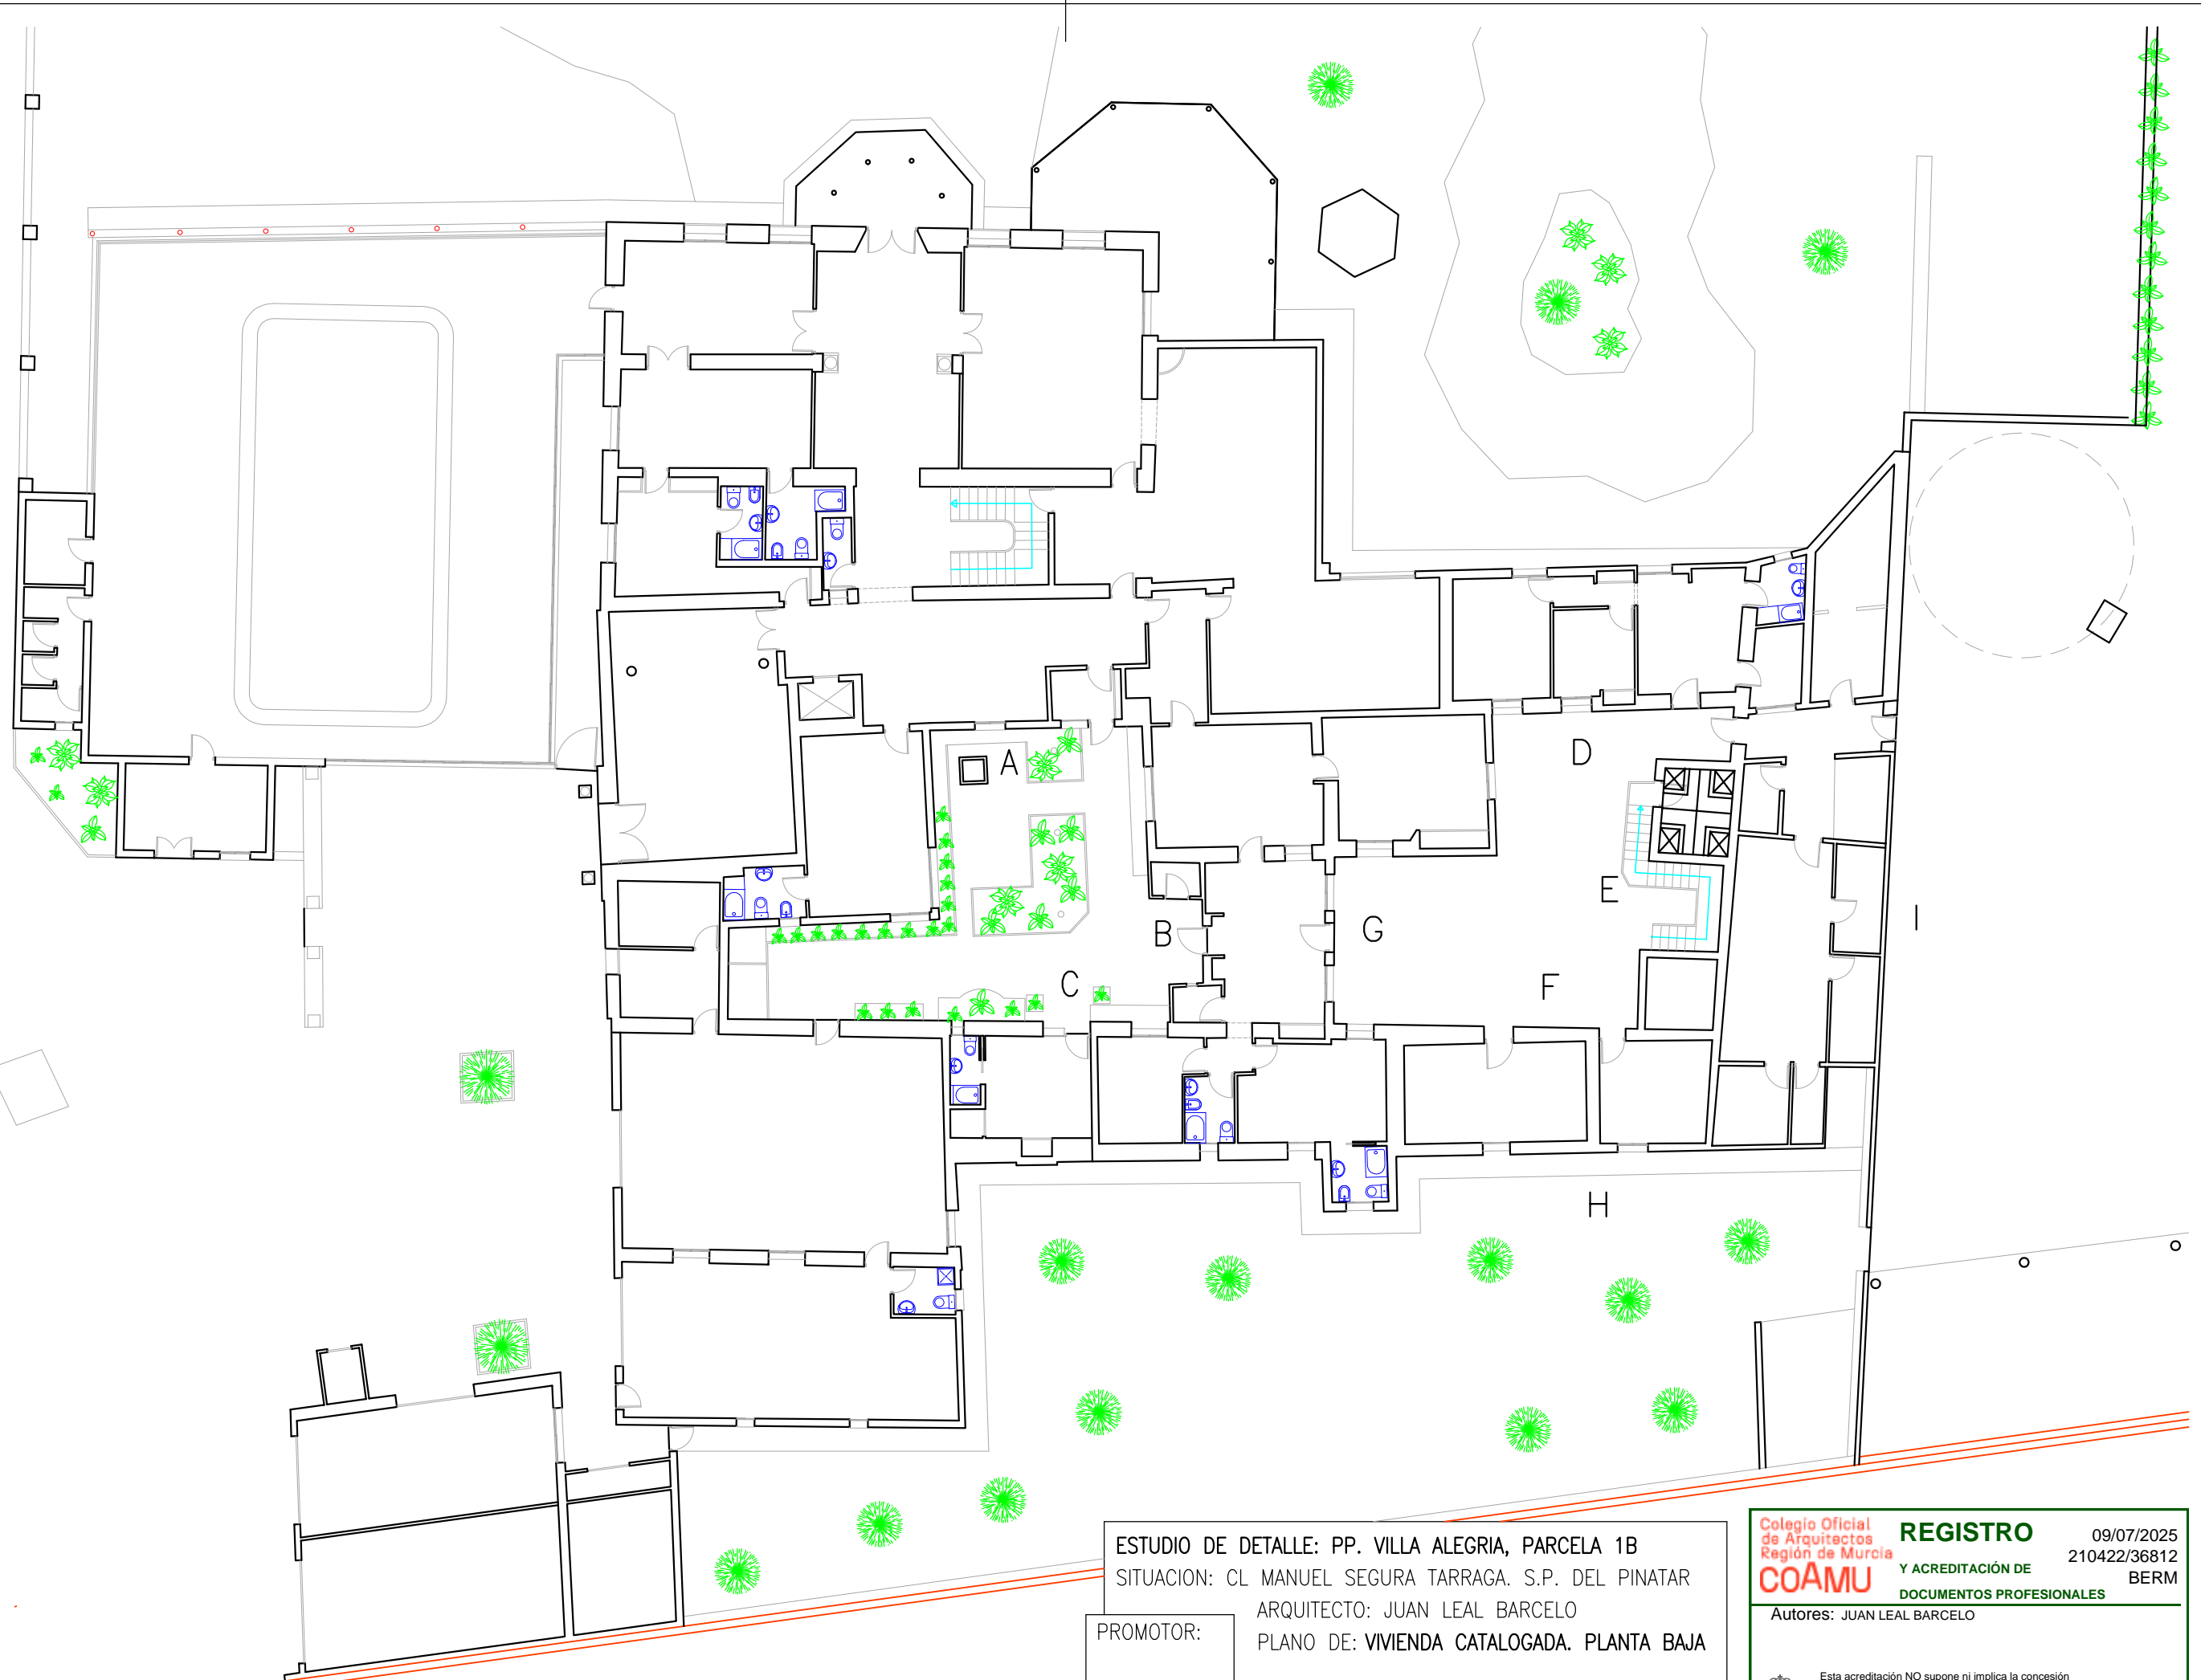 A
D
E
B
G
I
C
F
H
ESTUDIO DE DETALLE: PP. VILLA ALEGRIA, PARCELA 1B
SITUACION: CL MANUEL SEGURA TARRAGA. S.P. DEL PINATAR
ARQUITECTO: JUAN LEAL BARCELO
PROMOTOR:
PLANO DE: VIVIENDA CATALOGADA. PLANTA BAJA
Colegio Oficial
de Arquitectos
Región de Murcia
COAMU
REGISTRO
Y ACREDITACIÓN DE
DOCUMENTOS PROFESIONALES
09/07/2025
210422/36812
BERM
Autores: JUAN LEAL BARCELO
Esta acreditación NO supone ni implica la concesión